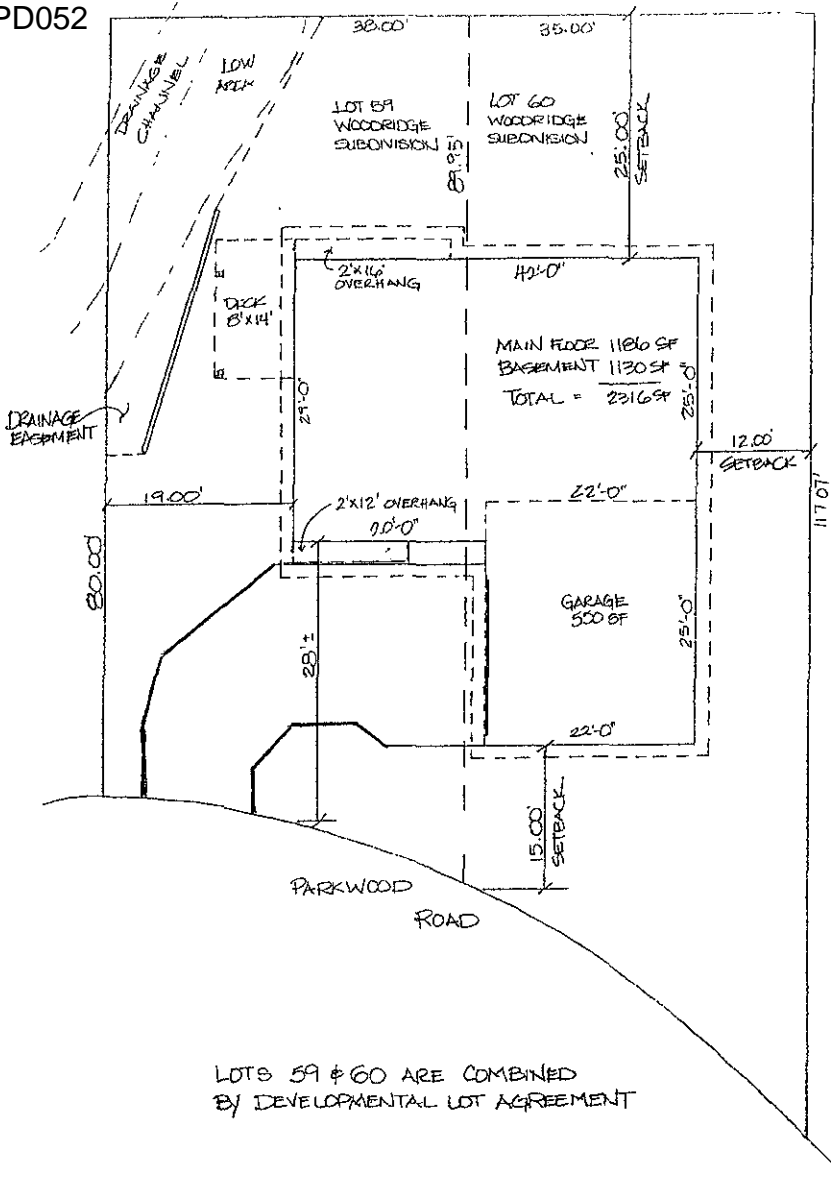 PD052
38.00'
35.00'
DRAINAGE
CHANNEL
LOW
AREA
LOT 59
WOODRIDGE
SUBDIVISION
LOT 60
WOODRIDGE
SUBDIVISION
89.95'
25.00'
SETBACK
2'X16'
OVERHANG
42'-0"
DECK
8'X14'
MAIN FLOOR 1186 SF
BASEMENT 1130 SF
TOTAL = 2316 SF
29'-0"
25'-0"
DRAINAGE
EASEMENT
12.00'
SETBACK
19.00'
2'X12' OVERHANG
20'-0"
22'-0"
117.07'
80.00'
GARAGE
550 SF
25'-0"
28'±
22'-0"
15.00'
SETBACK
PARKWOOD
ROAD
LOTS 59 & 60 ARE COMBINED
BY DEVELOPMENTAL LOT AGREEMENT